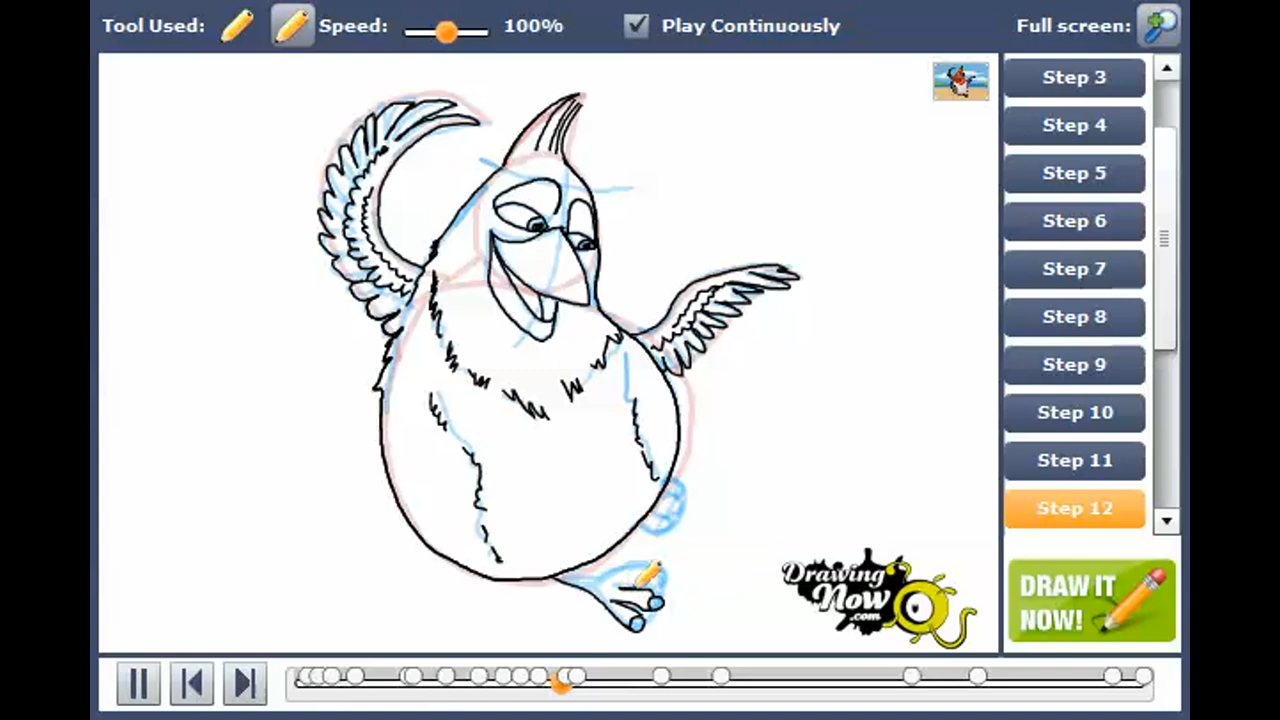 Tool Used:
Speed:
100%
Play Continuously
Full screen:
Step 3
Step 4
Step 5
Step 6
Step 7
Step 8
Step 9
Step 10
Step 11
Step 12
DRAW IT
NOW!
Drawing
Now
.com